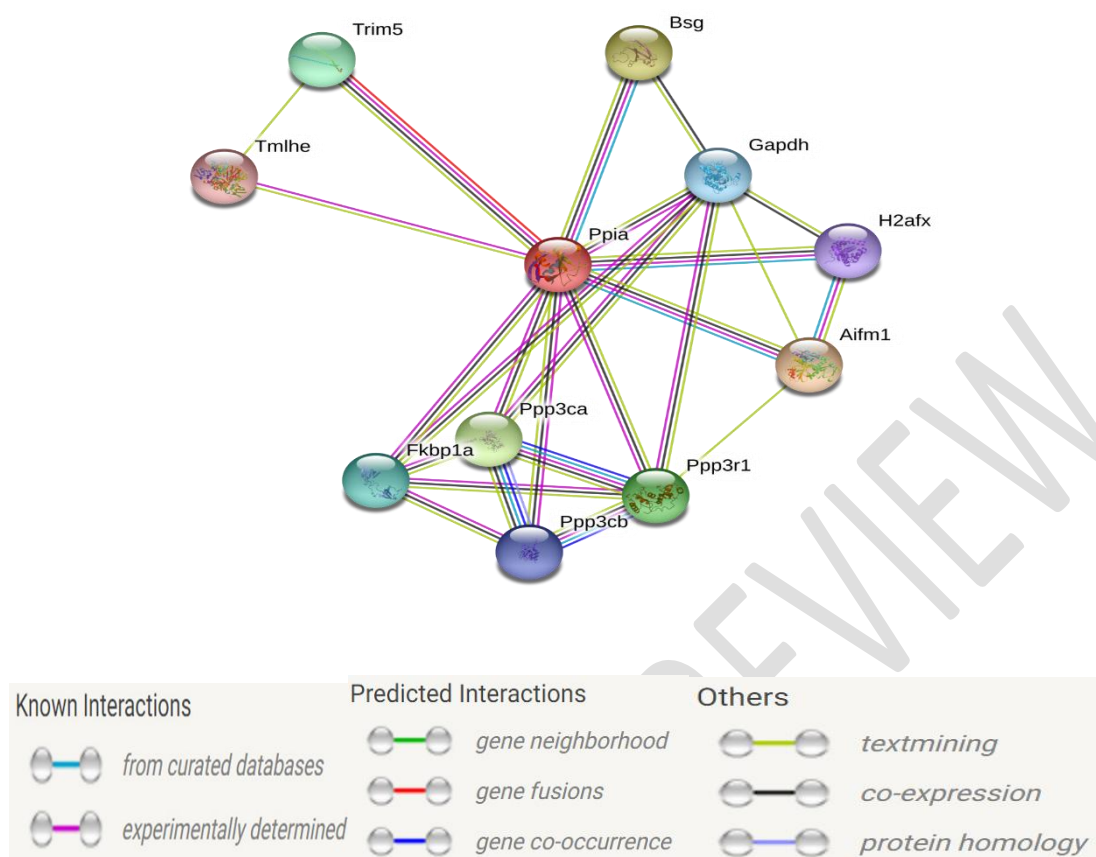 Trim5
Bsg
Tmlhe
Gapdh
H2afx
Ppia
Aifm1
Ppp3ca
Fkbp1a
Ppp3r1
Ppp3cb
REVIEW
Known Interactions
from curated databases
experimentally determined
Predicted Interactions
gene neighborhood
gene fusions
gene co-occurrence
Others
textmining
co-expression
protein homology